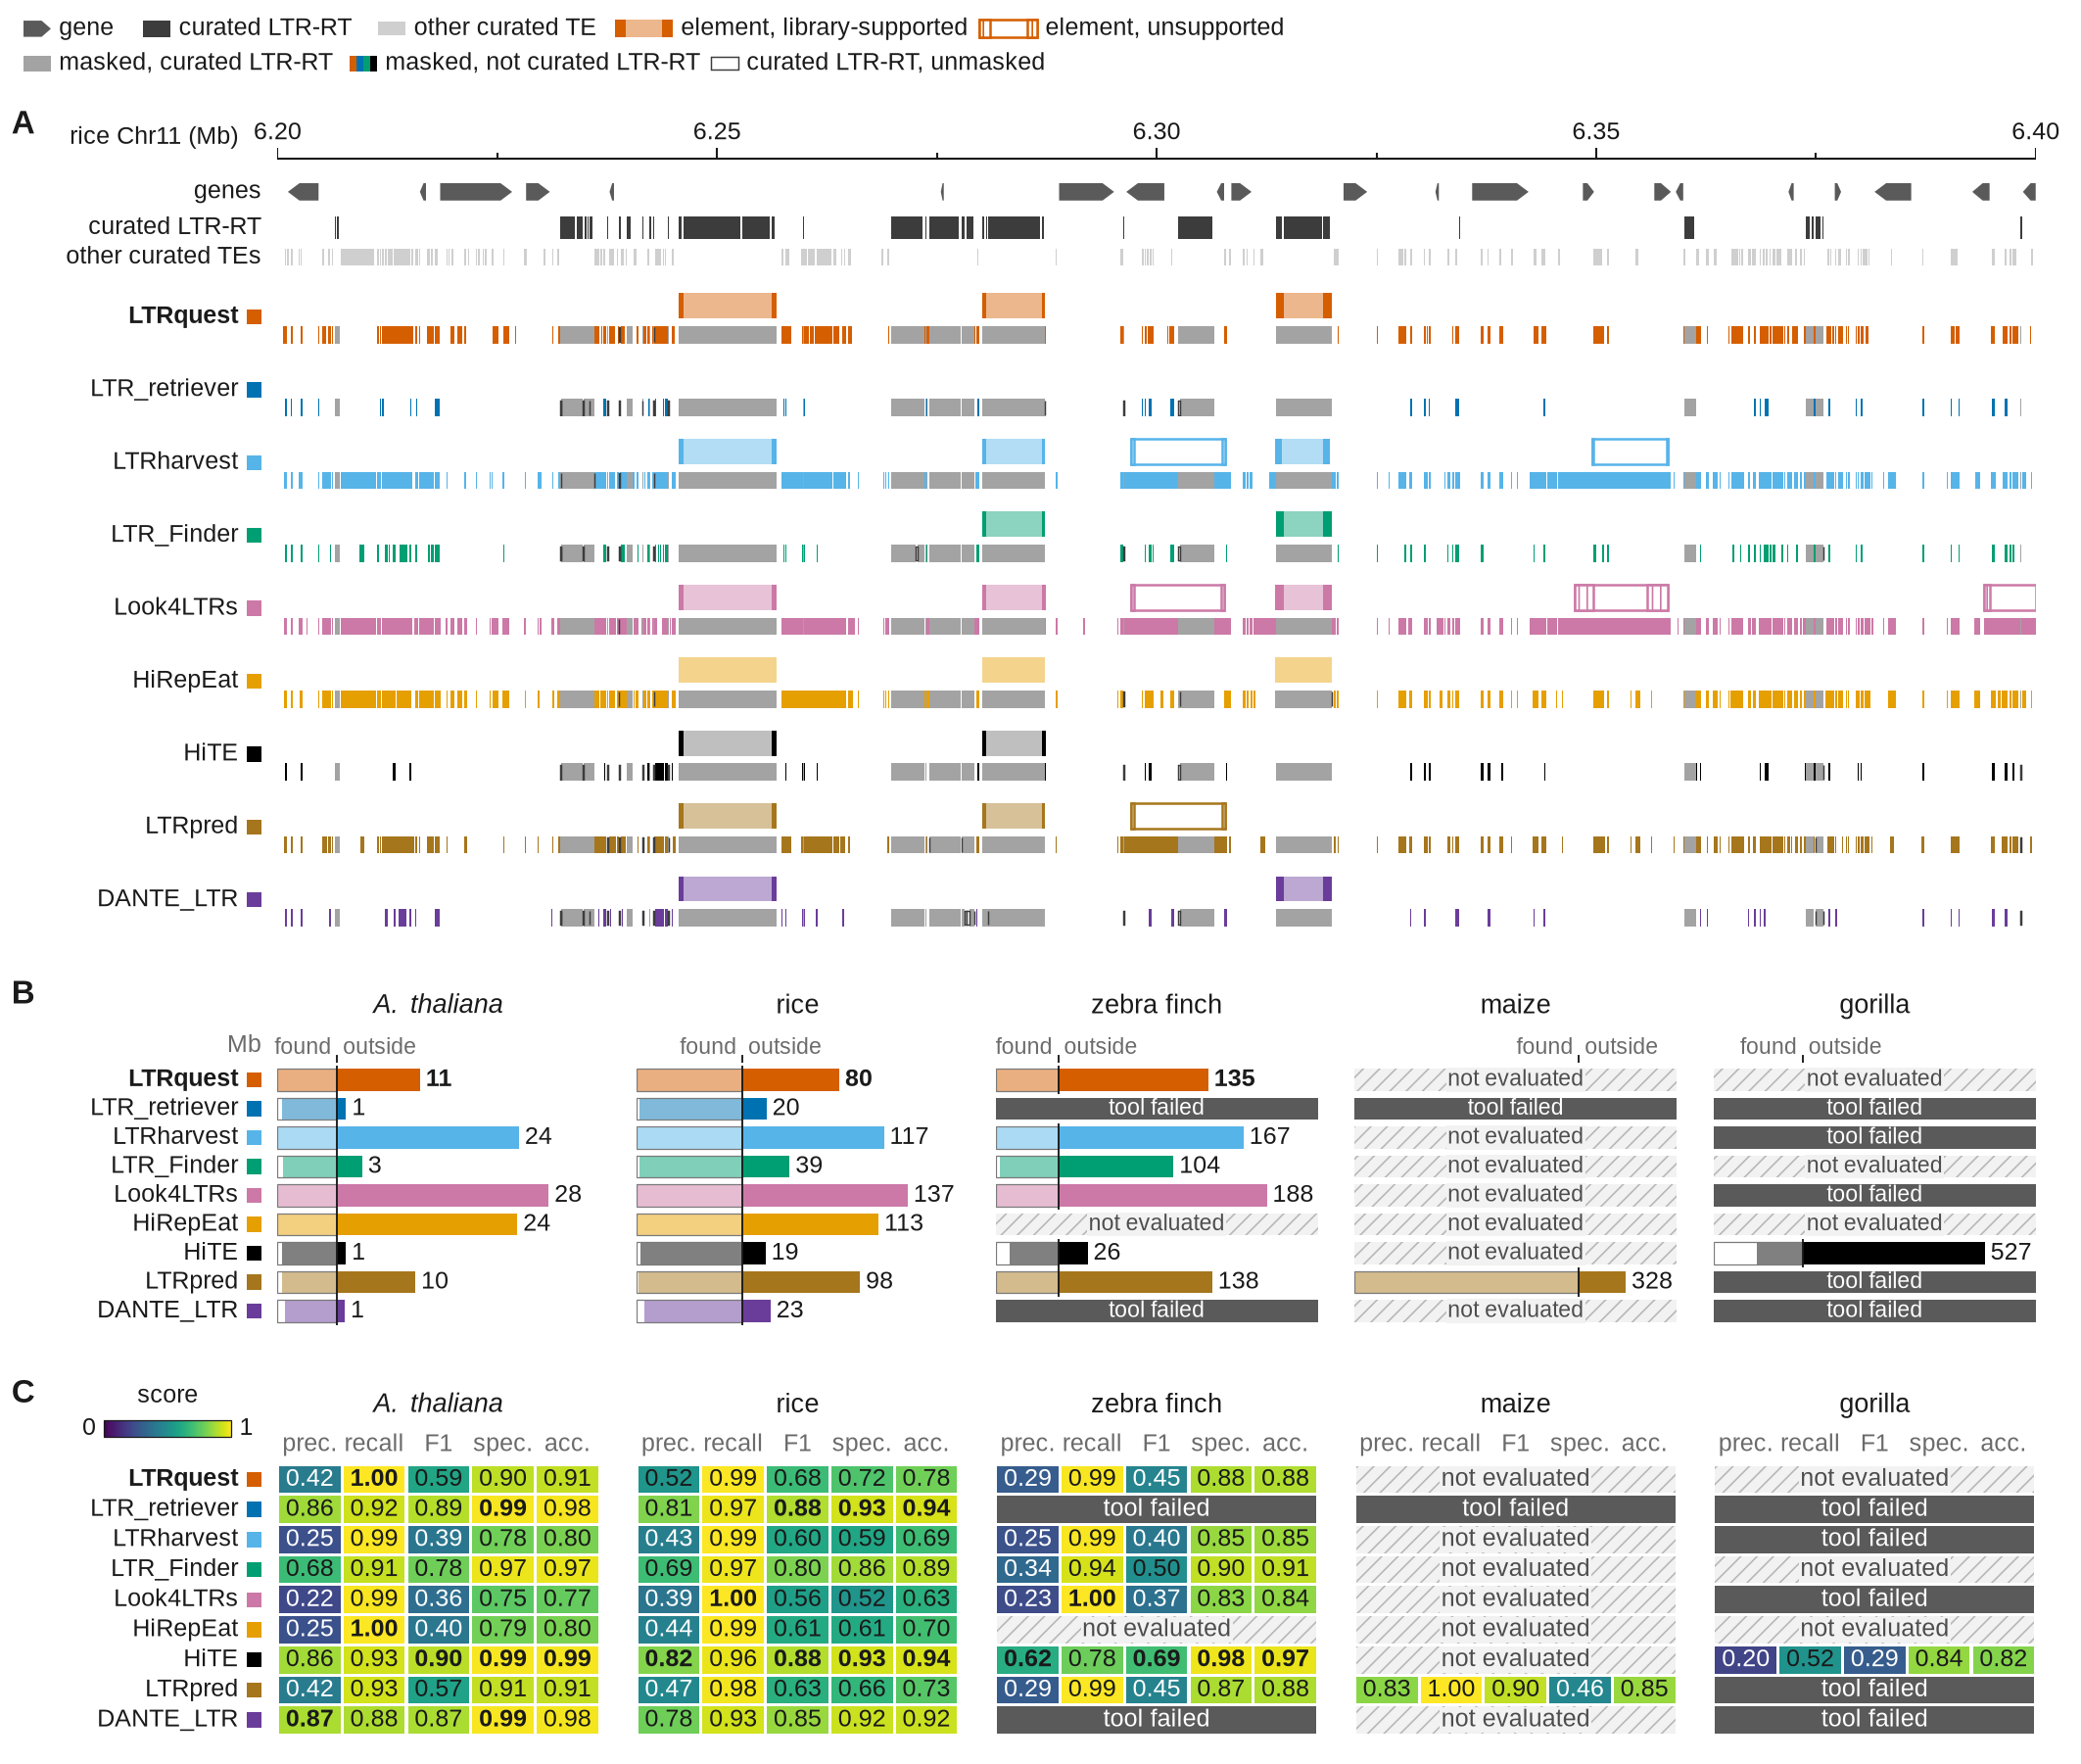 gene curated LTR-RT other curated TE element, library-supported element, unsupported
masked, curated LTR-RT masked, not curated LTR-RT curated LTR-RT, unmasked
A rice Chr11 (Mb) 6.20 6.25 6.30 6.35 6.40
genes
curated LTR-RT
other curated TEs
LTRquest
LTR_retriever
LTRharvest
LTR_Finder
Look4LTRs
HiRepEat
HiTE
LTRpred
DANTE_LTR
B
A. thaliana rice zebra finch maize gorilla
Mb found outside found outside found outside found outside found outside
LTRquest 11 80 135 not evaluated not evaluated
LTR_retriever 1 20 tool failed tool failed tool failed
LTRharvest 24 117 167 not evaluated tool failed
LTR_Finder 3 39 104 not evaluated not evaluated
Look4LTRs 28 137 188 not evaluated tool failed
HiRepEat 24 113 not evaluated not evaluated not evaluated
HiTE 1 19 26 not evaluated 527
LTRpred 10 98 138 328 tool failed
DANTE_LTR 1 23 tool failed not evaluated tool failed
C score
0 1
A. thaliana rice zebra finch maize gorilla
prec. recall F1 spec. acc. prec. recall F1 spec. acc. prec. recall F1 spec. acc. prec. recall F1 spec. acc. prec. recall F1 spec. acc.
LTRquest 0.42 1.00 0.59 0.90 0.91 0.52 0.99 0.68 0.72 0.78 0.29 0.99 0.45 0.88 0.88 not evaluated not evaluated
LTR_retriever 0.86 0.92 0.89 0.99 0.98 0.81 0.97 0.88 0.93 0.94 tool failed tool failed tool failed
LTRharvest 0.25 0.99 0.39 0.78 0.80 0.43 0.99 0.60 0.59 0.69 0.25 0.99 0.40 0.85 0.85 not evaluated tool failed
LTR_Finder 0.68 0.91 0.78 0.97 0.97 0.69 0.97 0.80 0.86 0.89 0.34 0.94 0.50 0.90 0.91 not evaluated not evaluated
Look4LTRs 0.22 0.99 0.36 0.75 0.77 0.39 1.00 0.56 0.52 0.63 0.23 1.00 0.37 0.83 0.84 not evaluated tool failed
HiRepEat 0.25 1.00 0.40 0.79 0.80 0.44 0.99 0.61 0.61 0.70 not evaluated not evaluated not evaluated
HiTE 0.86 0.93 0.90 0.99 0.99 0.82 0.96 0.88 0.93 0.94 0.62 0.78 0.69 0.98 0.97 not evaluated 0.20 0.52 0.29 0.84 0.82
LTRpred 0.42 0.93 0.57 0.91 0.91 0.47 0.98 0.63 0.66 0.73 0.29 0.99 0.45 0.87 0.88 0.83 1.00 0.90 0.46 0.85 tool failed
DANTE_LTR 0.87 0.88 0.87 0.99 0.98 0.78 0.93 0.85 0.92 0.92 tool failed not evaluated tool failed